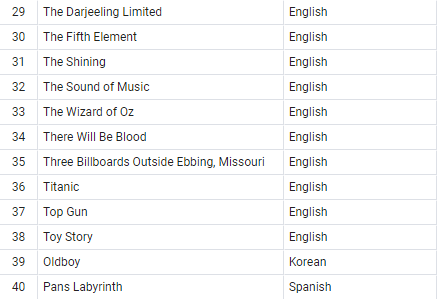 29 The Darjeeling Limited English
30 The Fifth Element English
31 The Shining English
32 The Sound of Music English
33 The Wizard of Oz English
34 There Will Be Blood English
35 Three Billboards Outside Ebbing, Missouri English
36 Titanic English
37 Top Gun English
38 Toy Story English
39 Oldboy Korean
40 Pans Labyrinth Spanish